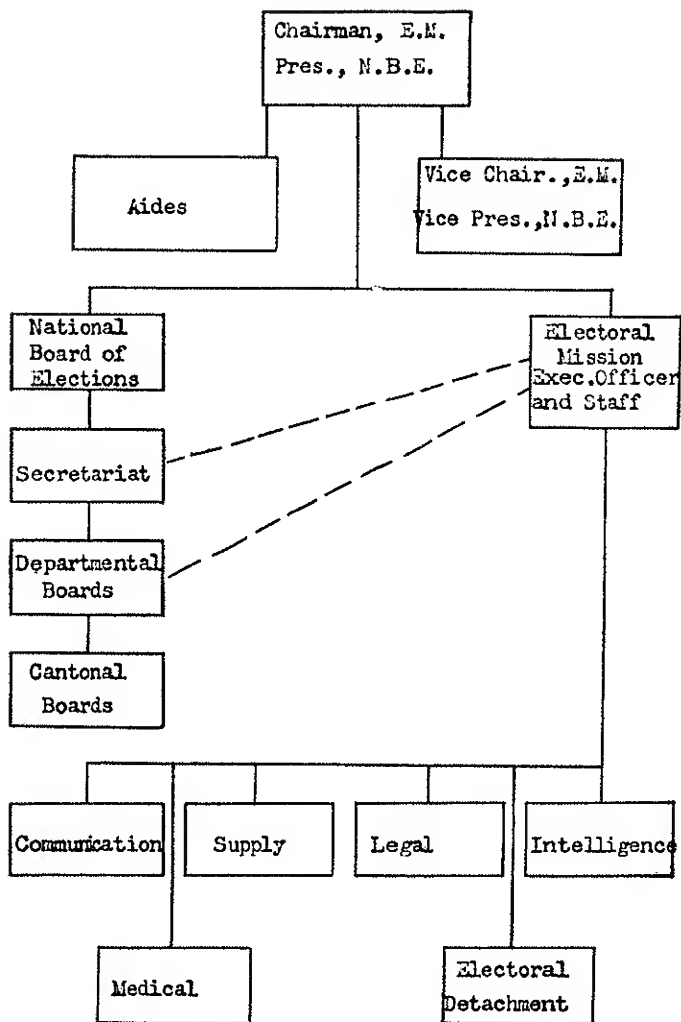 Chairman, E.M.
Pres., N.B.E.
Aides
Vice Chair.,E.M.
Vice Pres.,N.B.E.
National
Board of
Elections
Electoral
Mission
Exec.Officer
and Staff
Secretariat
Departmental
Boards
Cantonal
Boards
Communication
Supply
Legal
Intelligence
Medical
Electoral
Detachment